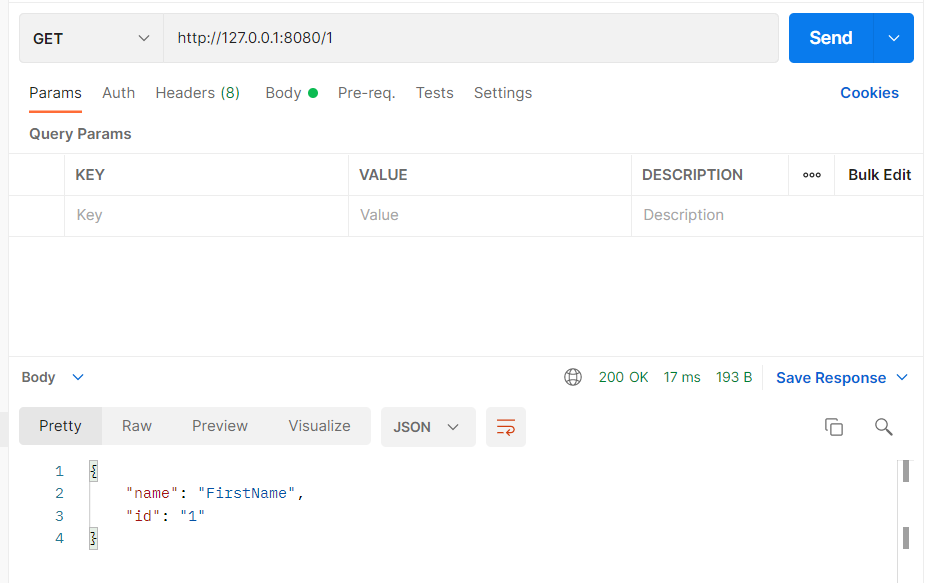 GET http://127.0.0.1:8080/1 Send
Params Auth Headers (8) Body Pre-req. Tests Settings Cookies
Query Params
KEY VALUE DESCRIPTION ooo Bulk Edit
Key Value Description
Body 200 OK 17 ms 193 B Save Response
Pretty Raw Preview Visualize JSON
1 {
2 "name": "FirstName",
3 "id": "1"
4 }